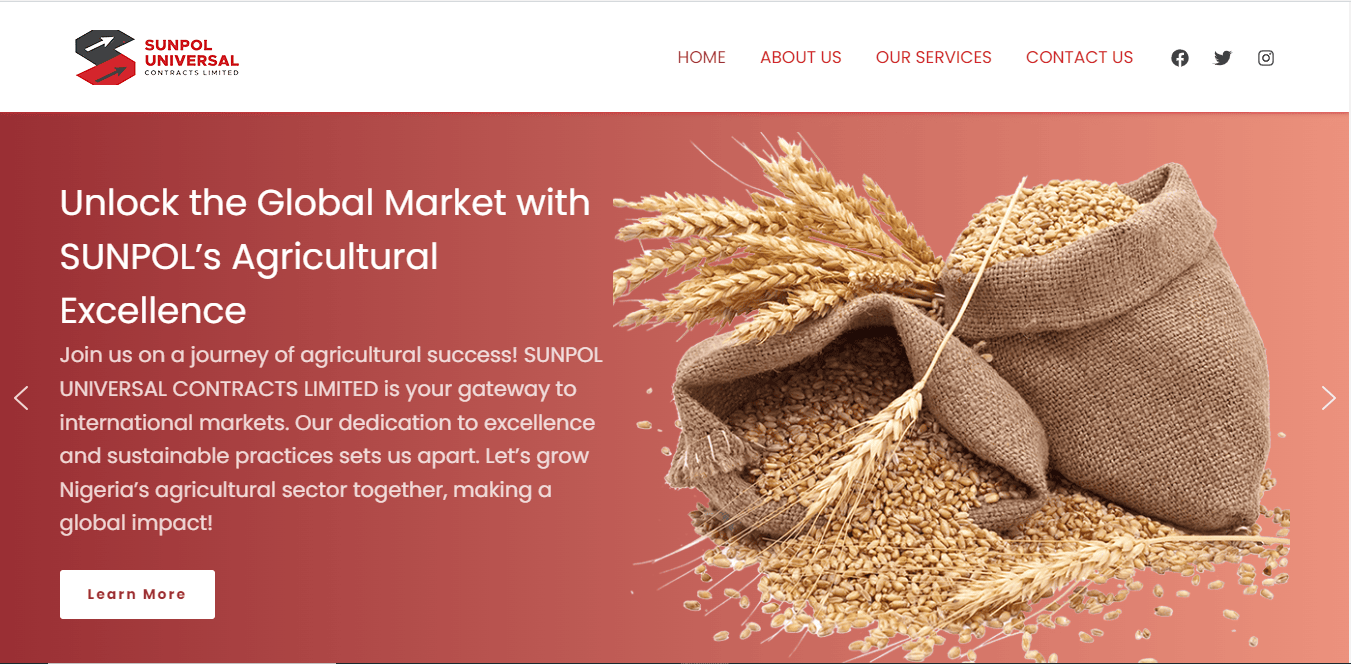 SUNPOL
UNIVERSAL
CONTRACTS LIMITED
HOME ABOUT US OUR SERVICES CONTACT US
Unlock the Global Market with
SUNPOL’s Agricultural
Excellence
Join us on a journey of agricultural success! SUNPOL
UNIVERSAL CONTRACTS LIMITED is your gateway to
international markets. Our dedication to excellence
and sustainable practices sets us apart. Let’s grow
Nigeria’s agricultural sector together, making a
global impact!
Learn More